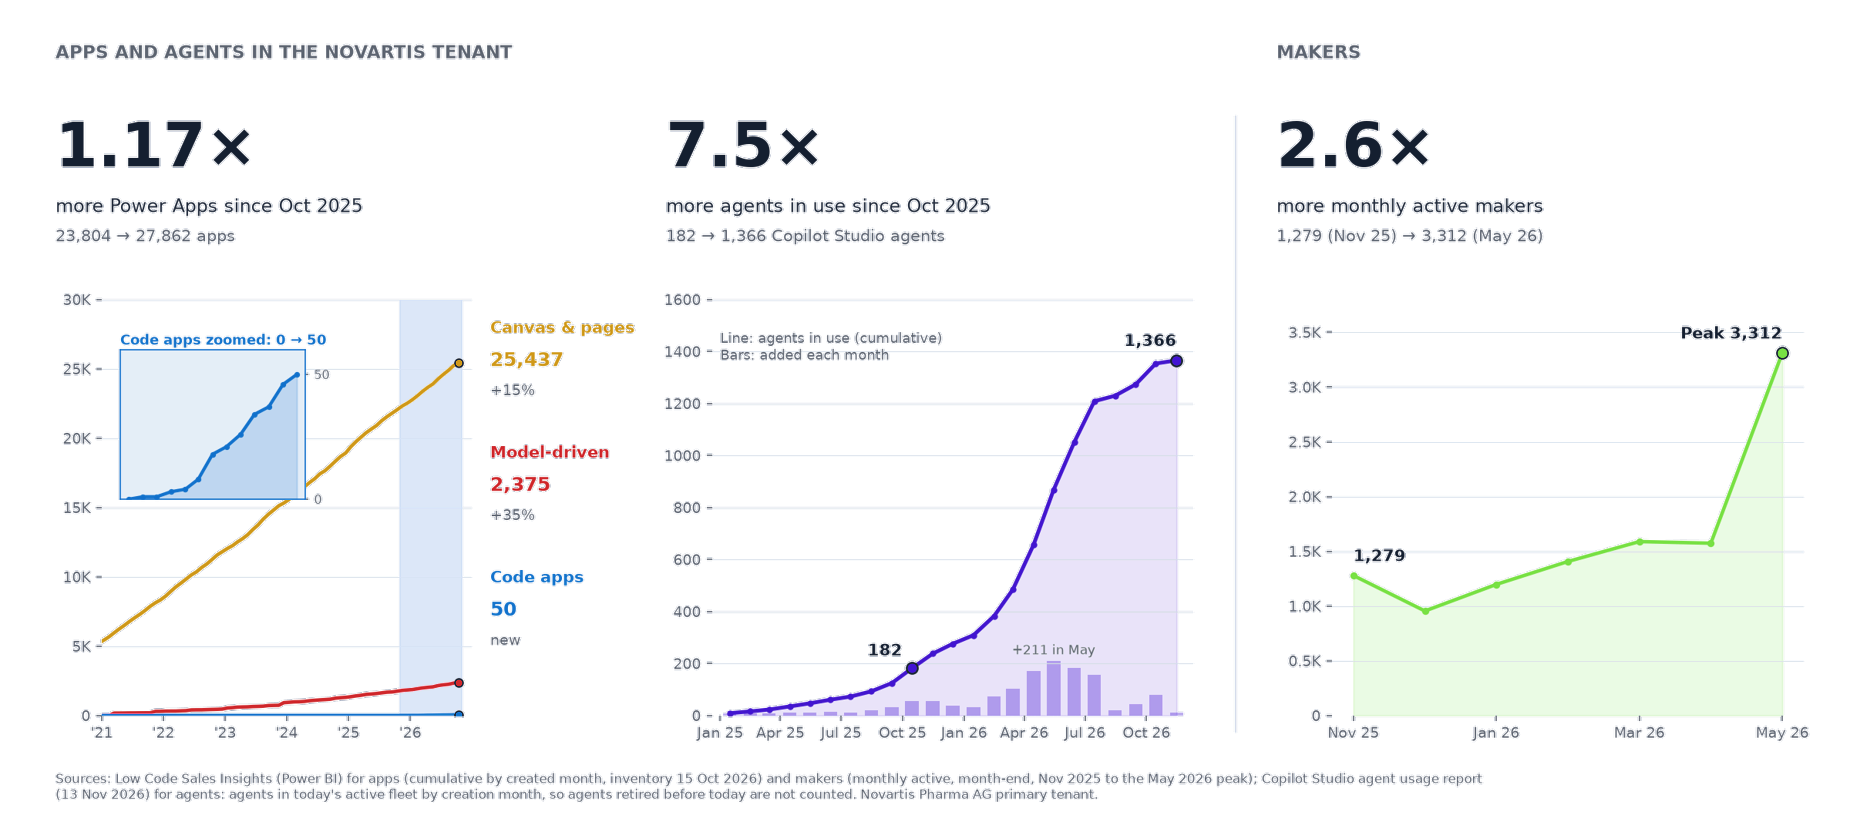 APPS AND AGENTS IN THE NOVARTIS TENANT
MAKERS
1.17×
more Power Apps since Oct 2025
23,804 → 27,862 apps
7.5×
more agents in use since Oct 2025
182 → 1,366 Copilot Studio agents
2.6×
more monthly active makers
1,279 (Nov 25) → 3,312 (May 26)
30K
25K
20K
15K
10K
5K
0
Code apps zoomed: 0 → 50
50
0
'21
'22
'23
'24
'25
'26
Canvas & pages
25,437
+15%
Model-driven
2,375
+35%
Code apps
50
new
1600
1400
1200
1000
800
600
400
200
0
Line: agents in use (cumulative)
Bars: added each month
1,366
182
+211 in May
Jan 25
Apr 25
Jul 25
Oct 25
Jan 26
Apr 26
Jul 26
Oct 26
3.5K
3.0K
2.5K
2.0K
1.5K
1.0K
0.5K
0
Peak 3,312
1,279
Nov 25
Jan 26
Mar 26
May 26
Sources: Low Code Sales Insights (Power BI) for apps (cumulative by created month, inventory 15 Oct 2026) and makers (monthly active, month-end, Nov 2025 to the May 2026 peak); Copilot Studio agent usage report
(13 Nov 2026) for agents: agents in today's active fleet by creation month, so agents retired before today are not counted. Novartis Pharma AG primary tenant.